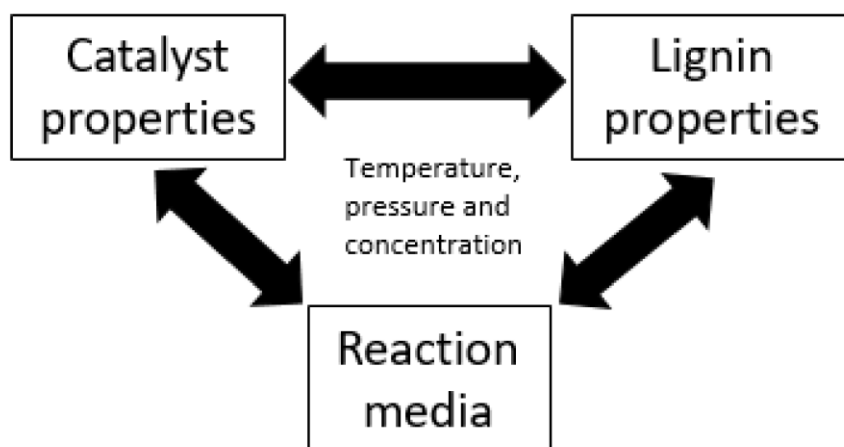 Catalyst
properties
Lignin
properties
Temperature,
pressure and
concentration
Reaction
media